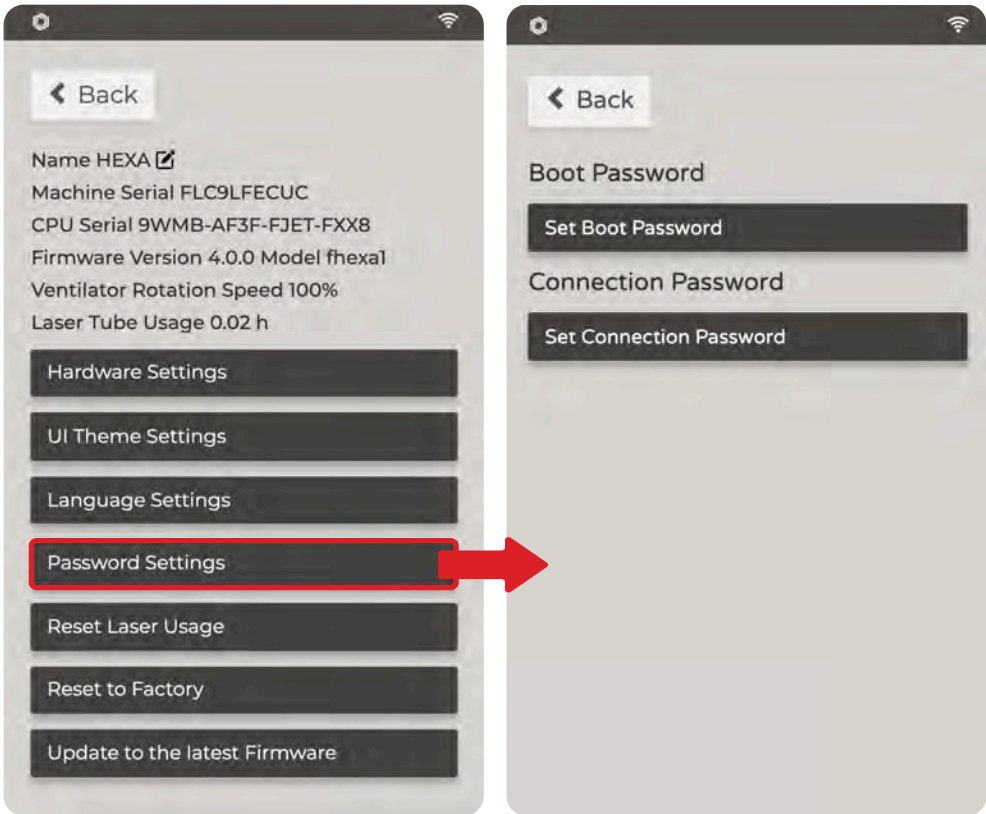 Back
Name HEXA
Machine Serial FLC9LFECUC
CPU Serial 9WMB-AF3F-FJET-FXX8
Firmware Version 4.0.0 Model fhexa1
Ventilator Rotation Speed 100%
Laser Tube Usage 0.02 h
Hardware Settings
UI Theme Settings
Language Settings
Password Settings
Reset Laser Usage
Reset to Factory
Update to the latest Firmware
Back
Boot Password
Set Boot Password
Connection Password
Set Connection Password